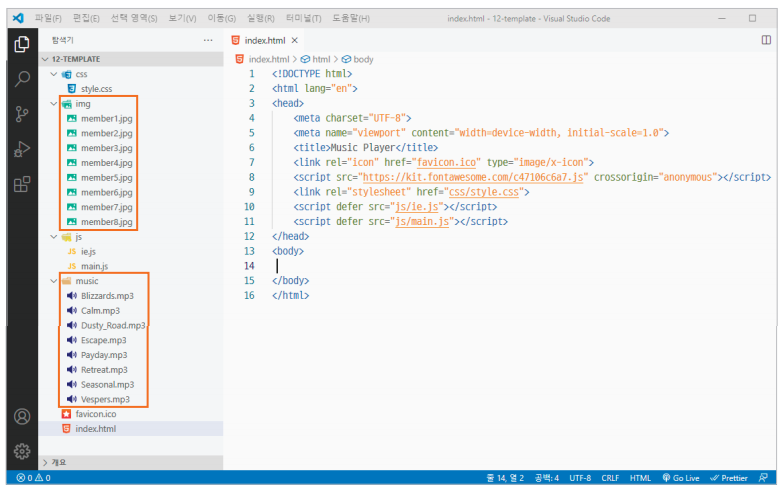 파일(F) 편집(E) 선택 영역(S) 보기(V) 이동(G) 실행(R) 터미널(T) 도움말(H) index.html - 12-template - Visual Studio Code
탐색기
12-TEMPLATE
css
style.css
img
member1.jpg
member2.jpg
member3.jpg
member4.jpg
member5.jpg
member6.jpg
member7.jpg
member8.jpg
js
JS ie.js
JS main.js
music
Blizzards.mp3
Calm.mp3
Dusty_Road.mp3
Escape.mp3
Payday.mp3
Retreat.mp3
Seasonal.mp3
Vespers.mp3
favicon.ico
index.html
개요
index.html
index.html > html > body
1 <!DOCTYPE html>
2 <html lang="en">
3 <head>
4 <meta charset="UTF-8">
5 <meta name="viewport" content="width=device-width, initial-scale=1.0">
6 <title>Music Player</title>
7 <link rel="icon" href="favicon.ico" type="image/x-icon">
8 <script src="https://kit.fontawesome.com/c47106c6a7.js" crossorigin="anonymous"></script>
9 <link rel="stylesheet" href="css/style.css">
10 <script defer src="js/ie.js"></script>
11 <script defer src="js/main.js"></script>
12 </head>
13 <body>
14
15 </body>
16 </html>
0 0 줄 14, 열 2 공백: 4 UTF-8 CRLF HTML Go Live Prettier